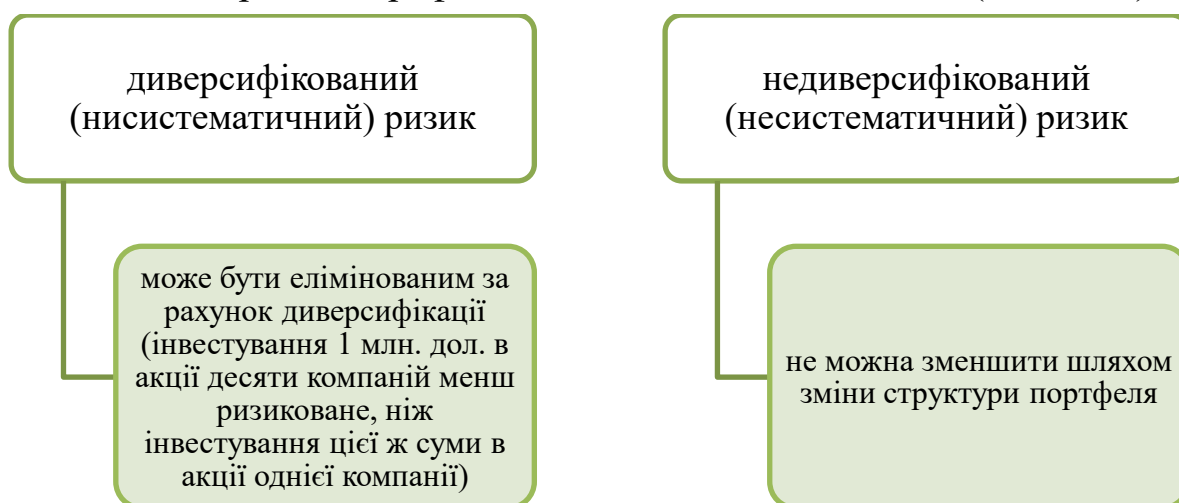 диверсифікований
(нисистематичний) ризик
може бути елімінованим за
рахунок диверсифікації
(інвестування 1 млн. дол. в
акції десяти компаній менш
ризиковане, ніж
інвестування цієї ж суми в
акції однієї компанії)
недиверсифікований
(несистематичний) ризик
не можна зменшити шляхом
зміни структури портфеля